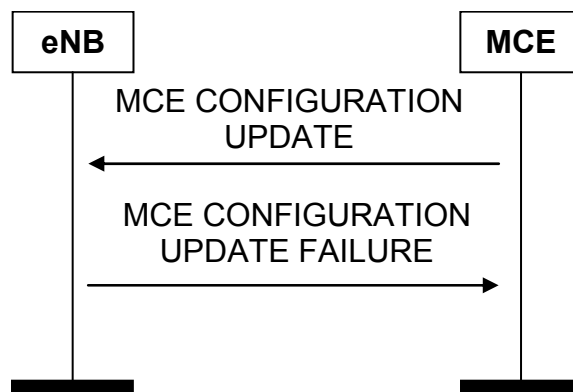 eNB
MCE
MCE CONFIGURATION
UPDATE
MCE CONFIGURATION
UPDATE FAILURE